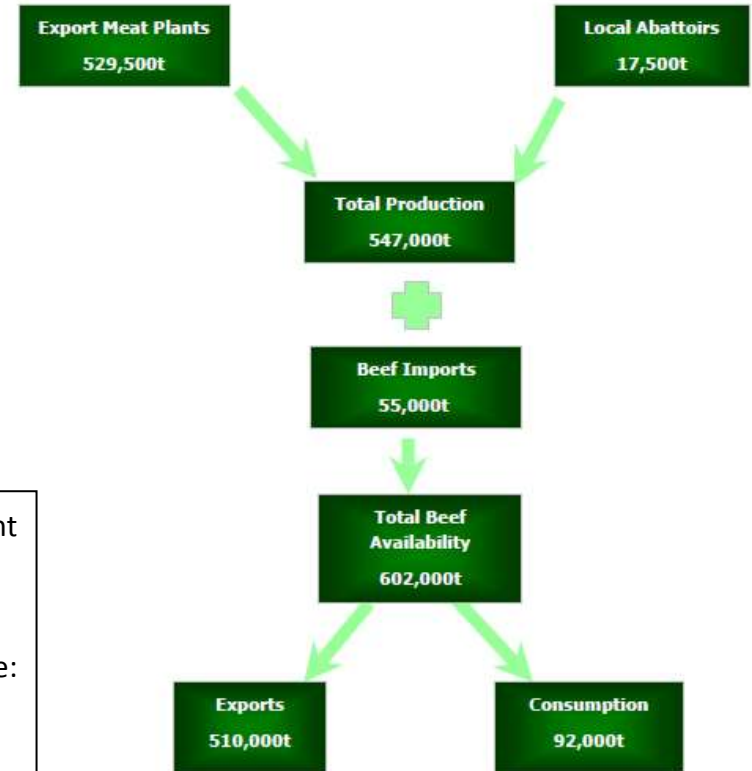 Export Meat Plants
529,500t
Local Abattoirs
17,500t
Total Production
547,000t
Beef Imports
55,000t
nt
Total Beef
Availability
602,000t
e:
Exports
510,000t
Consumption
92,000t